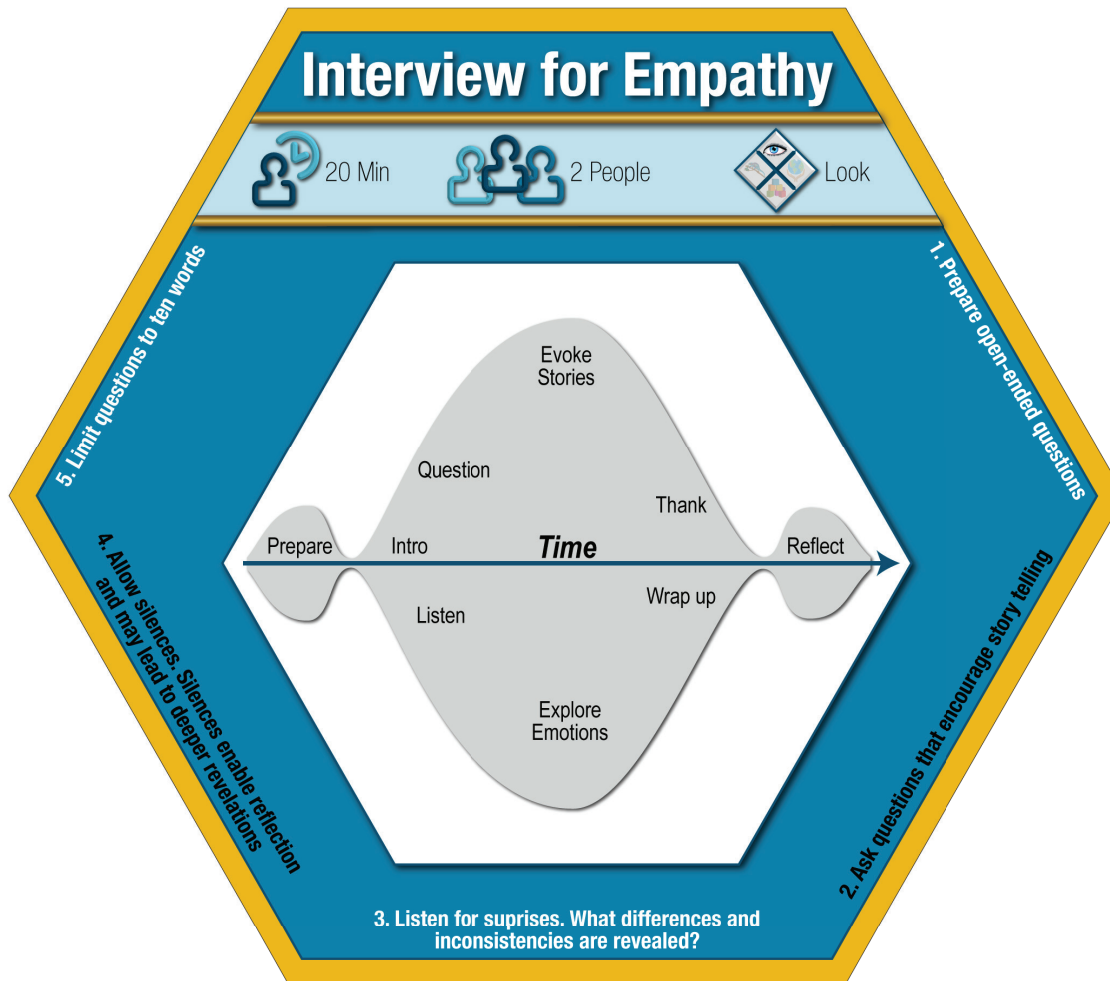 Interview for Empathy
20 Min
2 People
Look
1. Prepare open-ended questions
2. Ask questions that encourage story telling
3. Listen for suprises. What differences and
inconsistencies are revealed?
4. Allow silences. Silences enable reflection
and may lead to deeper revelations
5. Limit questions to ten words
Evoke
Stories
Question
Thank
Prepare
Intro
Time
Reflect
Listen
Wrap up
Explore
Emotions